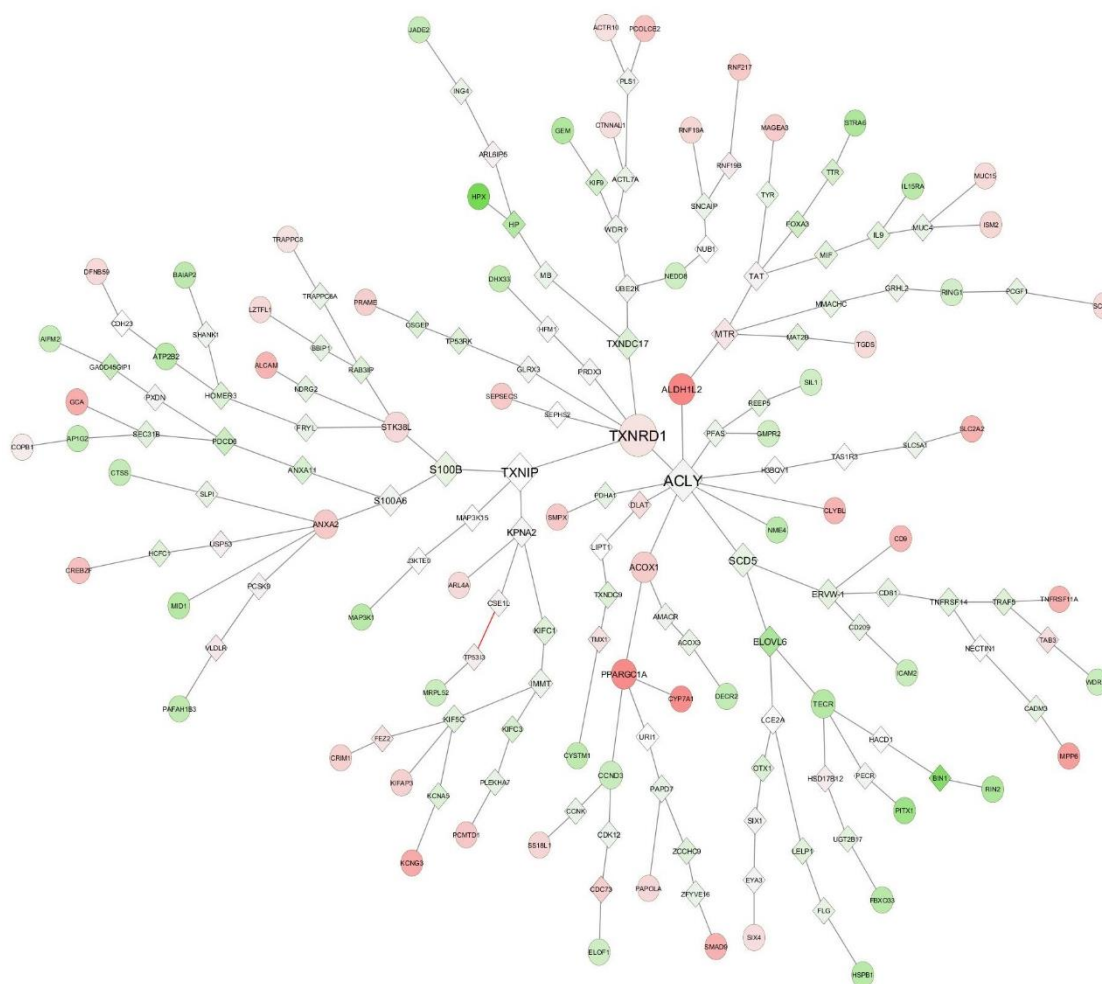 ACTR10
PCOLCE2
JADE2
RNF217
PLS1
ING4
CTNNAL1
RNF19A
MAGEA3
STRA6
GEM
ARL6IP5
RNF19B
MUC15
KIF9
ACTL7A
TTR
IL15RA
TYR
HPX
SNCAIP
FOXA3
HP
WDR1
IL9
MUC4
ISM2
TRAPPC8
NUB1
MIF
DFNB59
BAIAP2
DHX33
MB
UBE2K
NEDD8
TAT
GRHL2
RING1
PCGF1
TRAPPC6A
PRAME
MMACHC
LZTFL1
CDH23
SHANK1
OSGEP
HFM1
MTR
AIFM2
ATP2B2
BBIP1
TP53RK
TXNDC17
MAT2B
TGDS
GADD45GIP1
ALCAM
RAB3IP
GLRX3
PRDX3
NDRG2
ALDH1L2
PXDN
HOMER3
SEPSECS
SIL1
GCA
REEP5
STK38L
SEPHS2
FRYL
TXNRD1
PFAS
GMPR2
SLC2A2
COPB1
AP1G2
SEC31B
PDCD6
SLC5A1
TAS1R3
CTSS
ANXA11
S100B
TXNIP
ACLY
SLPI
S100A6
PDHA1
DLAT
CLYBL
SMPX
MAP3K15
ANXA2
NME4
KPNA2
CD9
USP53
LIPT1
HCFC1
CREBZF
SCD5
ACOX1
PCSK9
ARL4A
ERVW-1
CD81
TNFRSF14
TRAF5
TNFRSF11A
MID1
MAP3K1
CSE1L
TXNDC9
AMACR
CD209
KIFC1
TMX1
ACOX3
ELOVL6
NECTIN1
TAB3
VLDLR
TP53I3
ICAM2
PPARGC1A
MRPL52
IMMT
CYP7A1
DECR2
PAFAH1B3
TECR
CADM3
KIF5C
LCE2A
FEZ2
KIFC3
URI1
HACD1
CRIM1
CYSTM1
MPP6
OTX1
HSD17B12
PECR
BIN1
KIFAP3
CCND3
RIN2
KCNA5
PLEKHA7
PAPD7
CCNK
PITX1
SIX1
PCMTD1
CDK12
UGT2B17
SS18L1
ZCCHC9
LELP1
KCNG3
EYA3
CDC73
PAPOLA
ZFYVE16
FLG
SIX4
SMAD9
ELOF1
HSPB1